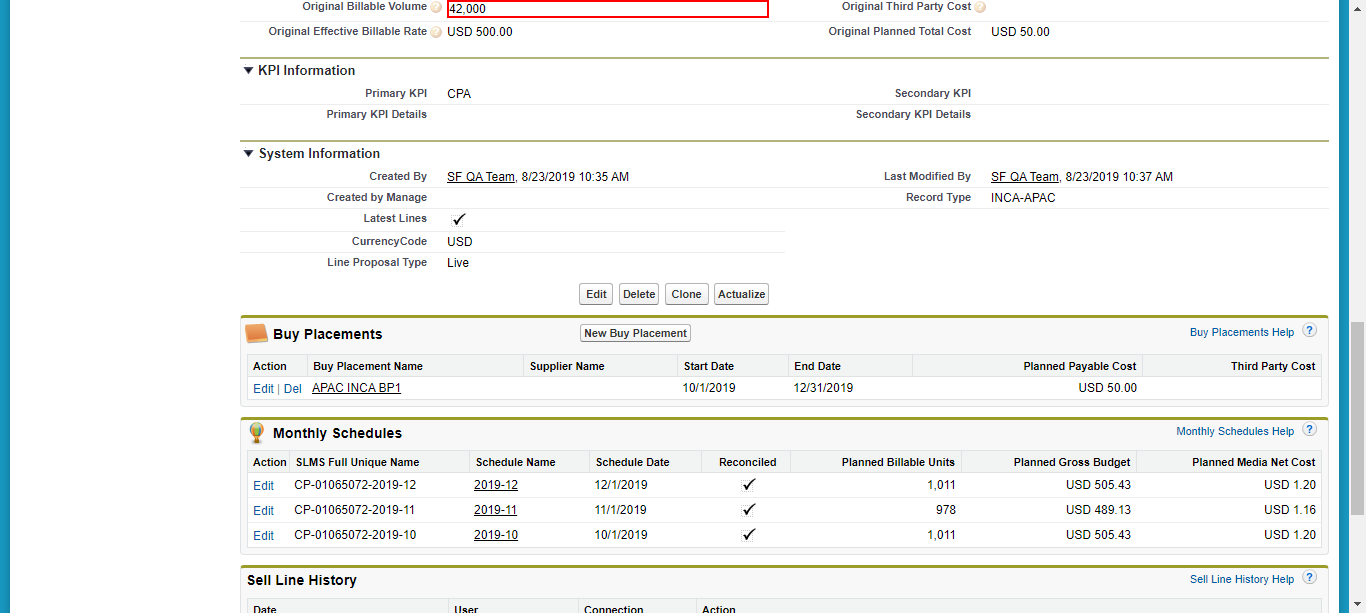 Original Billable Volume ? 42,000 Original Third Party Cost ?
Original Effective Billable Rate ? USD 500.00 Original Planned Total Cost USD 50.00
KPI Information
Primary KPI CPA Secondary KPI
Primary KPI Details Secondary KPI Details
System Information
Created By SF QA Team, 8/23/2019 10:35 AM Last Modified By SF QA Team, 8/23/2019 10:37 AM
Created by Manage Record Type INCA-APAC
Latest Lines ✓
CurrencyCode USD
Line Proposal Type Live
Edit Delete Clone Actualize
Buy Placements New Buy Placement Buy Placements Help ?
Action Buy Placement Name Supplier Name Start Date End Date Planned Payable Cost Third Party Cost
Edit | Del APAC INCA BP1 10/1/2019 12/31/2019 USD 50.00
Monthly Schedules Monthly Schedules Help ?
Action SLMS Full Unique Name Schedule Name Schedule Date Reconciled Planned Billable Units Planned Gross Budget Planned Media Net Cost
Edit CP-01065072-2019-12 2019-12 12/1/2019 ✓ 1,011 USD 505.43 USD 1.20
Edit CP-01065072-2019-11 2019-11 11/1/2019 ✓ 978 USD 489.13 USD 1.16
Edit CP-01065072-2019-10 2019-10 10/1/2019 ✓ 1,011 USD 505.43 USD 1.20
Sell Line History Sell Line History Help ?
Date User Connection Action